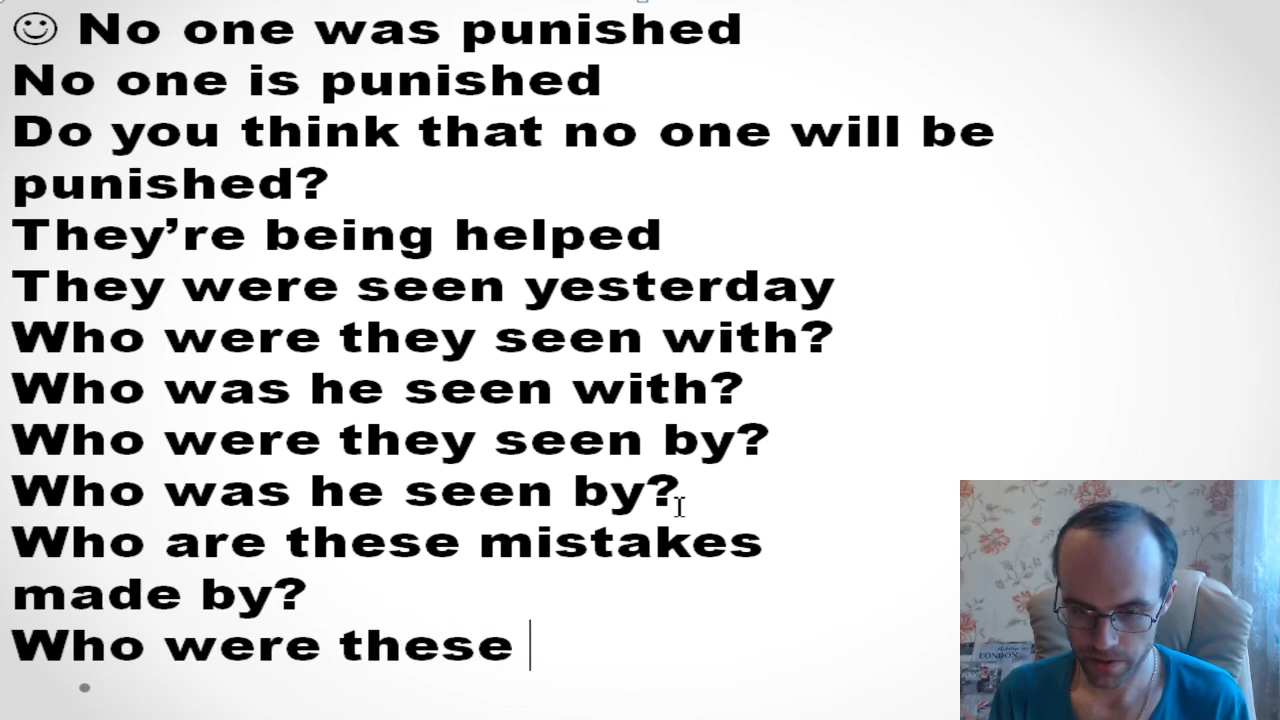 ☺ No one was punished
No one is punished
Do you think that no one will be
punished?
They’re being helped
They were seen yesterday
Who were they seen with?
Who was he seen with?
Who were they seen by?
Who was he seen by?
Who are these mistakes
made by?
Who were these
LONDON